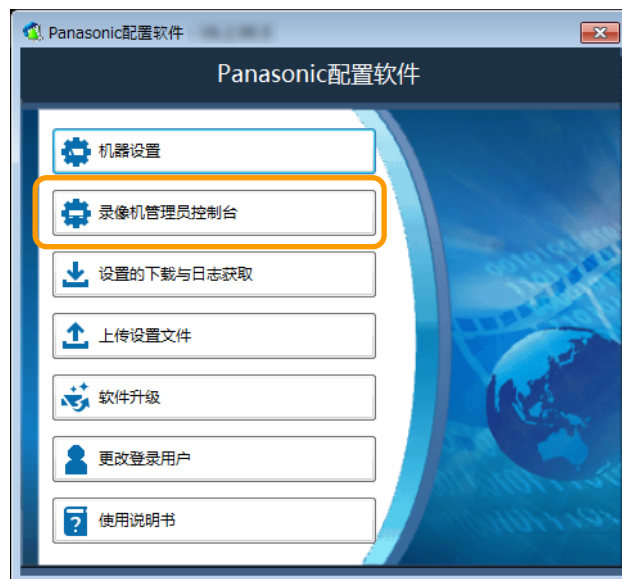 Panasonic配置软件
Panasonic配置软件
机器设置
录像机管理员控制台
设置的下载与日志获取
上传设置文件
软件升级
更改登录用户
使用说明书